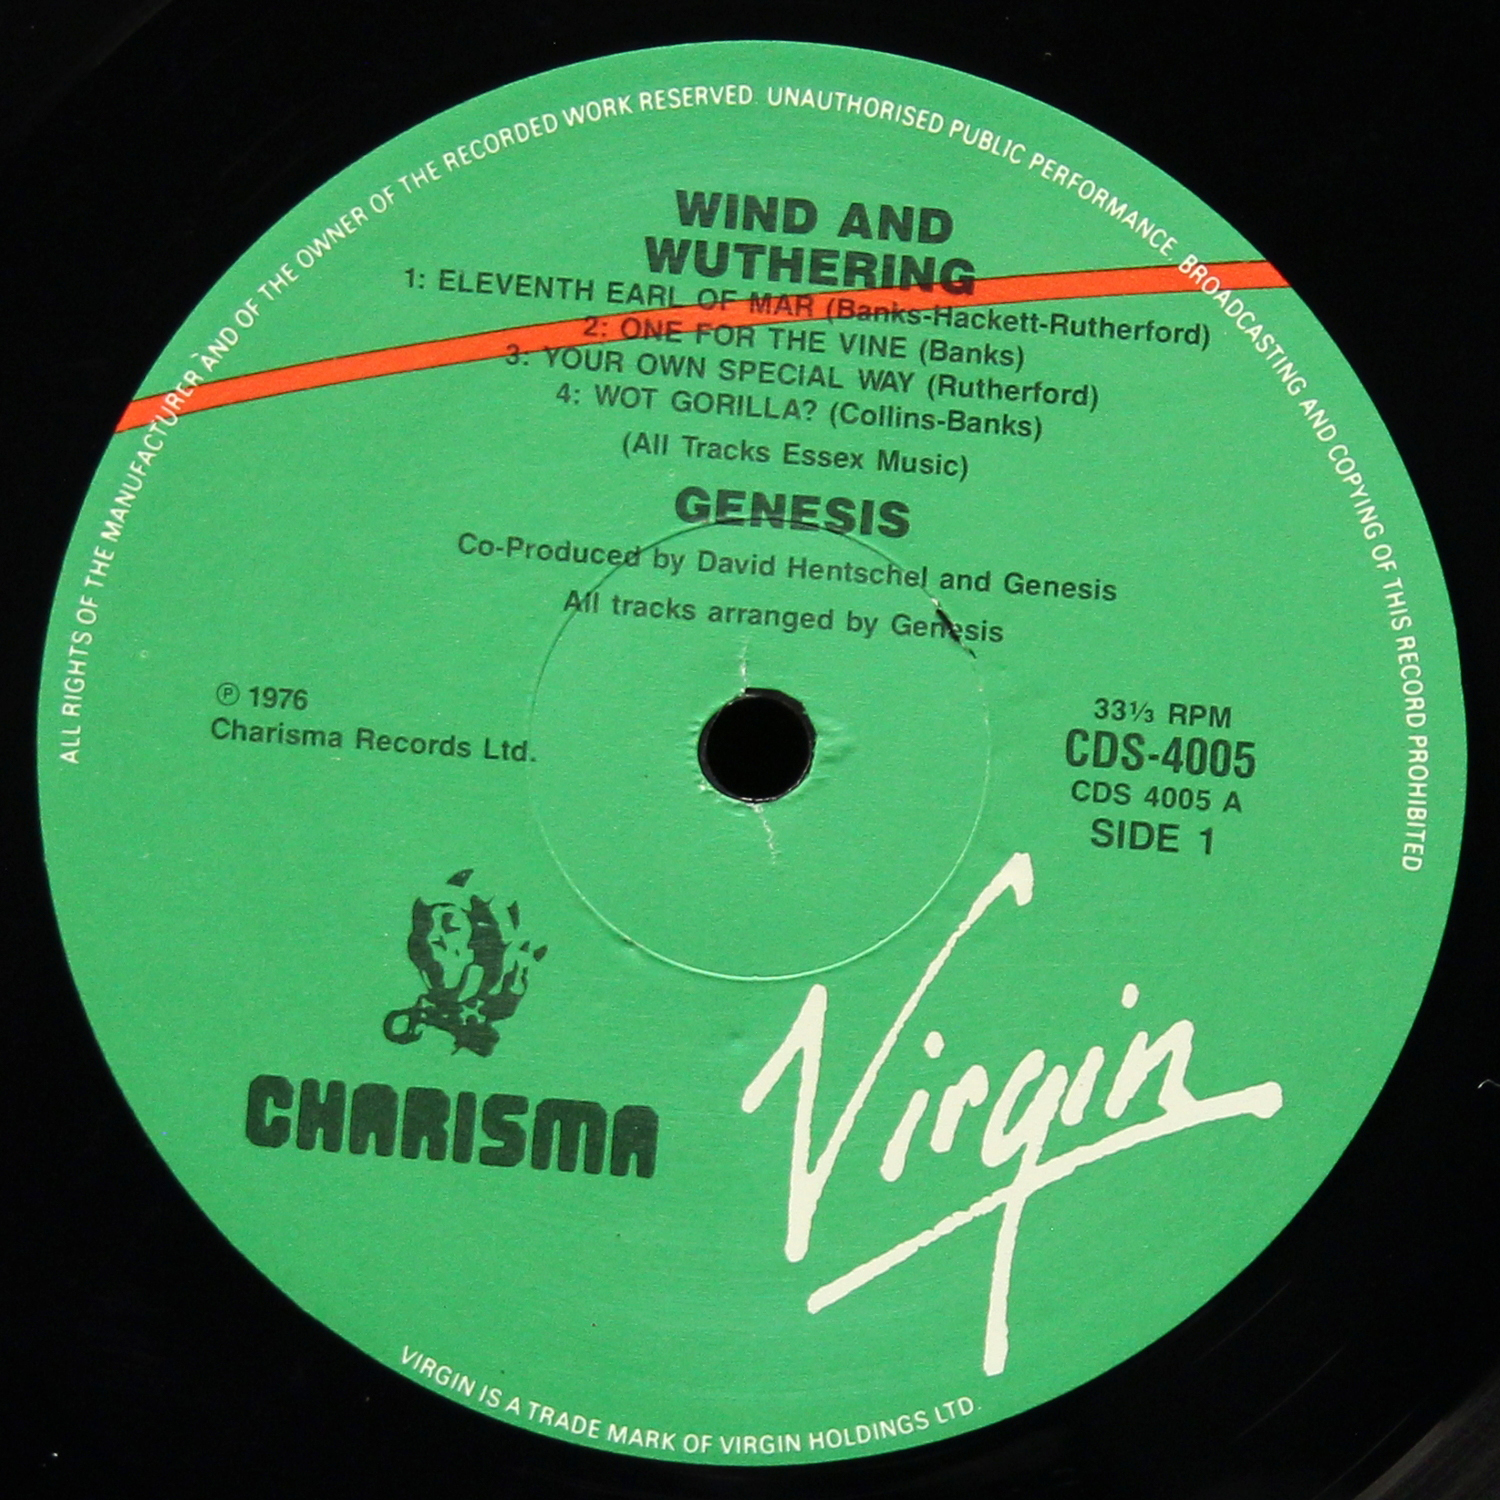 ALL RIGHTS OF THE MANUFACTURER AND OF THE OWNER OF THE RECORDED WORK RESERVED. UNAUTHORISED PUBLIC PERFORMANCE, BROADCASTING AND COPYING OF THIS RECORD PROHIBITED
WIND AND
WUTHERING
1: ELEVENTH EARL OF MAR (Banks-Hackett-Rutherford)
2: ONE FOR THE VINE (Banks)
3: YOUR OWN SPECIAL WAY (Rutherford)
4: WOT GORILLA? (Collins-Banks)
(All Tracks Essex Music)
GENESIS
Co-Produced by David Hentschel and Genesis
All tracks arranged by Genesis
℗ 1976
Charisma Records Ltd.
33⅓ RPM
CDS-4005
CDS 4005 A
SIDE 1
CHARISMA
Virgin
VIRGIN IS A TRADE MARK OF VIRGIN HOLDINGS LTD.